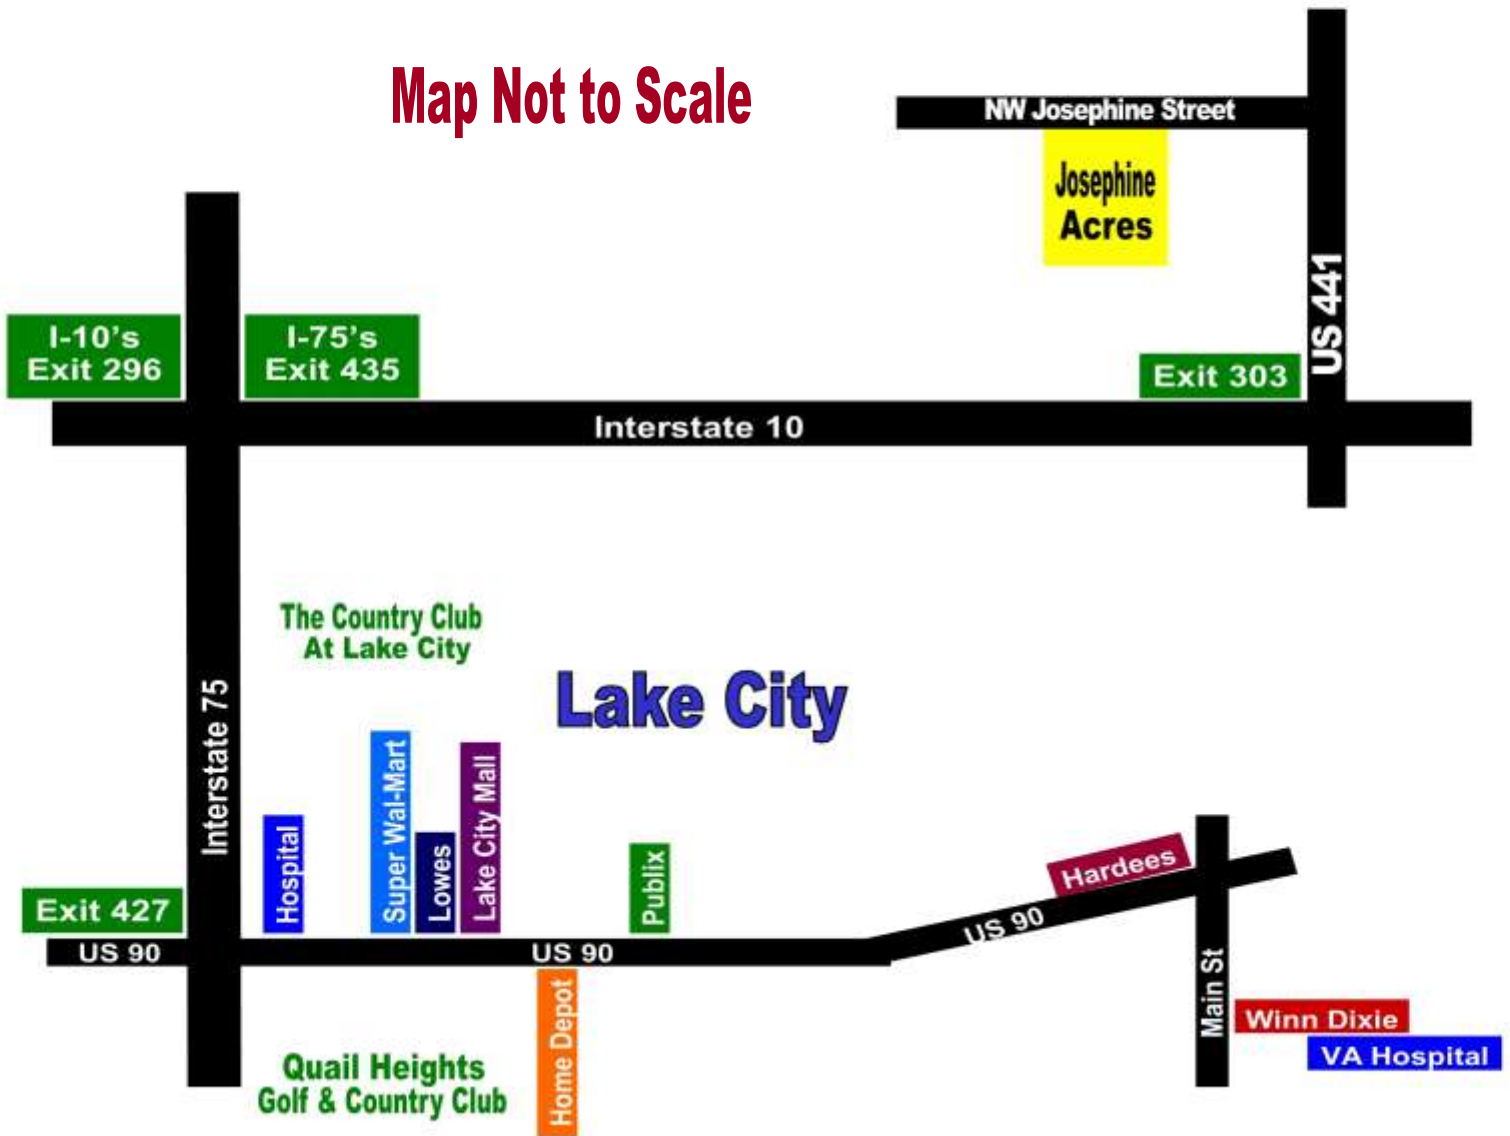 Map Not to Scale
NW Josephine Street
Josephine
Acres
US 441
I-10's
Exit 296
I-75's
Exit 435
Exit 303
Interstate 10
The Country Club
At Lake City
Lake City
Interstate 75
Hospital
Super Wal-Mart
Lowes
Lake City Mall
Publix
Hardees
Exit 427
US 90
US 90
US 90
Main St
Home Depot
Winn Dixie
VA Hospital
Quail Heights
Golf & Country Club